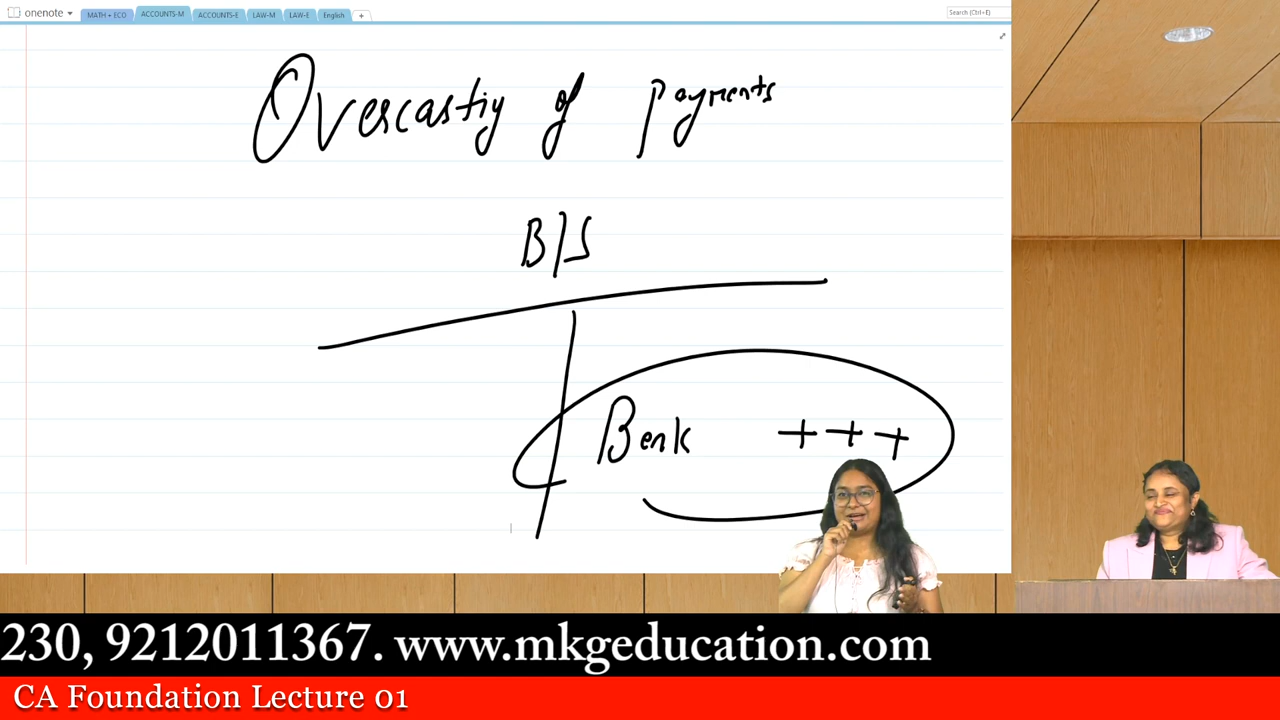 onenote
MATH + ECO
ACCOUNTS-M
ACCOUNTS-E
LAW-M
LAW-E
English
+
Search (Ctrl+E)
Overcasting of Payments
B/S
Bank +++
230, 9212011367. www.mkgeducation.com
CA Foundation Lecture 01